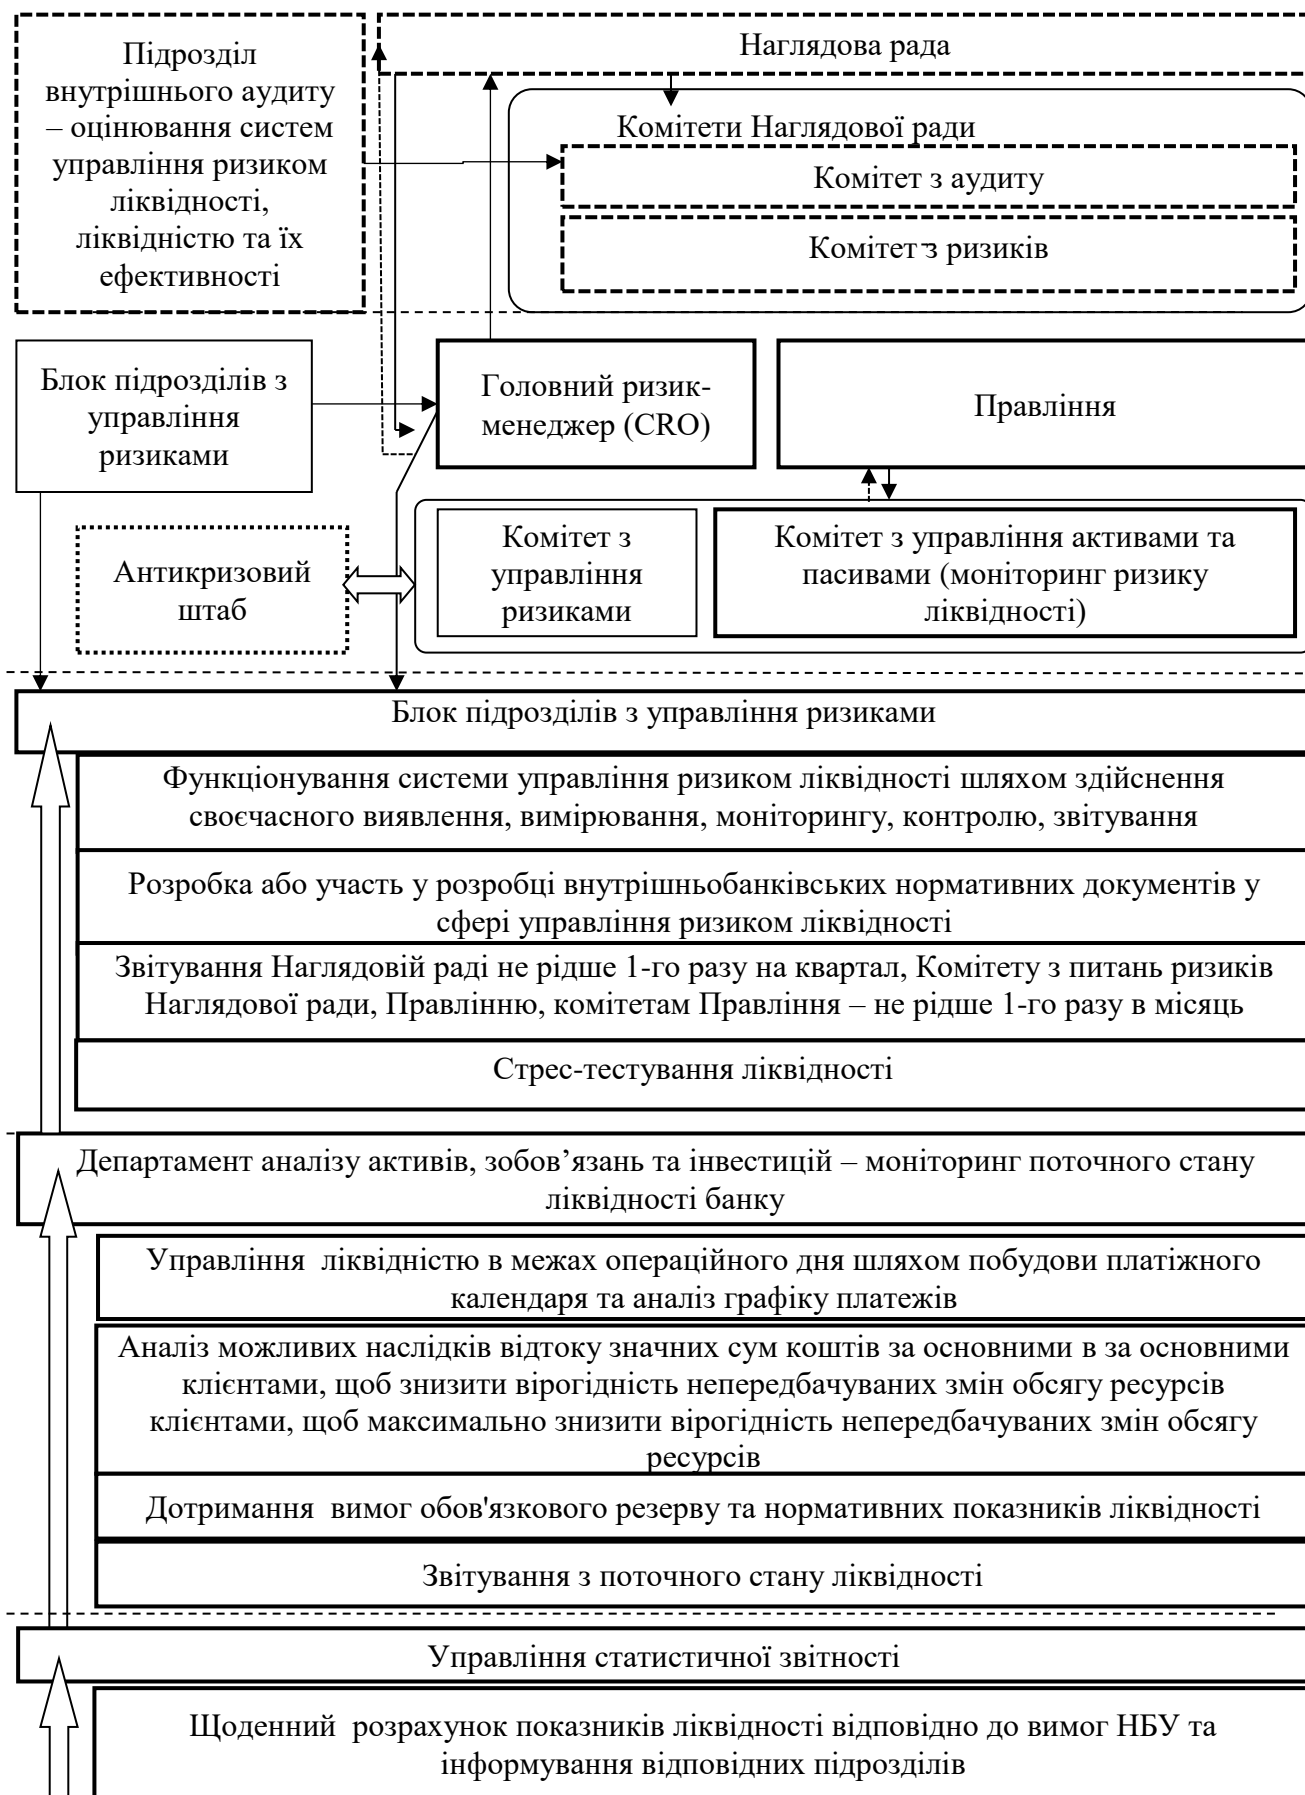 Підрозділ
внутрішнього аудиту
– оцінювання систем
управління ризиком
ліквідності,
ліквідністю та їх
ефективності
Наглядова рада
Комітети Наглядової ради
Комітет з аудиту
Комітет з ризиків
Блок підрозділів з
управління
ризиками
Головний ризик-
менеджер (CRO)
Правління
Антикризовий
штаб
Комітет з
управління
ризиками
Комітет з управління активами та
пасивами (моніторинг ризику
ліквідності)
Блок підрозділів з управління ризиками
Функціонування системи управління ризиком ліквідності шляхом здійснення
своєчасного виявлення, вимірювання, моніторингу, контролю, звітування
Розробка або участь у розробці внутрішньобанківських нормативних документів у
сфері управління ризиком ліквідності
Звітування Наглядовій раді не рідше 1-го разу на квартал, Комітету з питань ризиків
Наглядової ради, Правлінню, комітетам Правління – не рідше 1-го разу в місяць
Стрес-тестування ліквідності
Департамент аналізу активів, зобов’язань та інвестицій – моніторинг поточного стану
ліквідності банку
Управління  ліквідністю в межах операційного дня шляхом побудови платіжного
календаря та аналіз графіку платежів
Аналіз можливих наслідків відтоку значних сум коштів за основними в за основними
клієнтами, щоб знизити вірогідність непередбачуваних змін обсягу ресурсів
клієнтами, щоб максимально знизити вірогідність непередбачуваних змін обсягу
ресурсів
Дотримання  вимог обов'язкового резерву та нормативних показників ліквідності
Звітування з поточного стану ліквідності
Управління статистичної звітності
Щоденний  розрахунок показників ліквідності відповідно до вимог НБУ та
інформування відповідних підрозділів